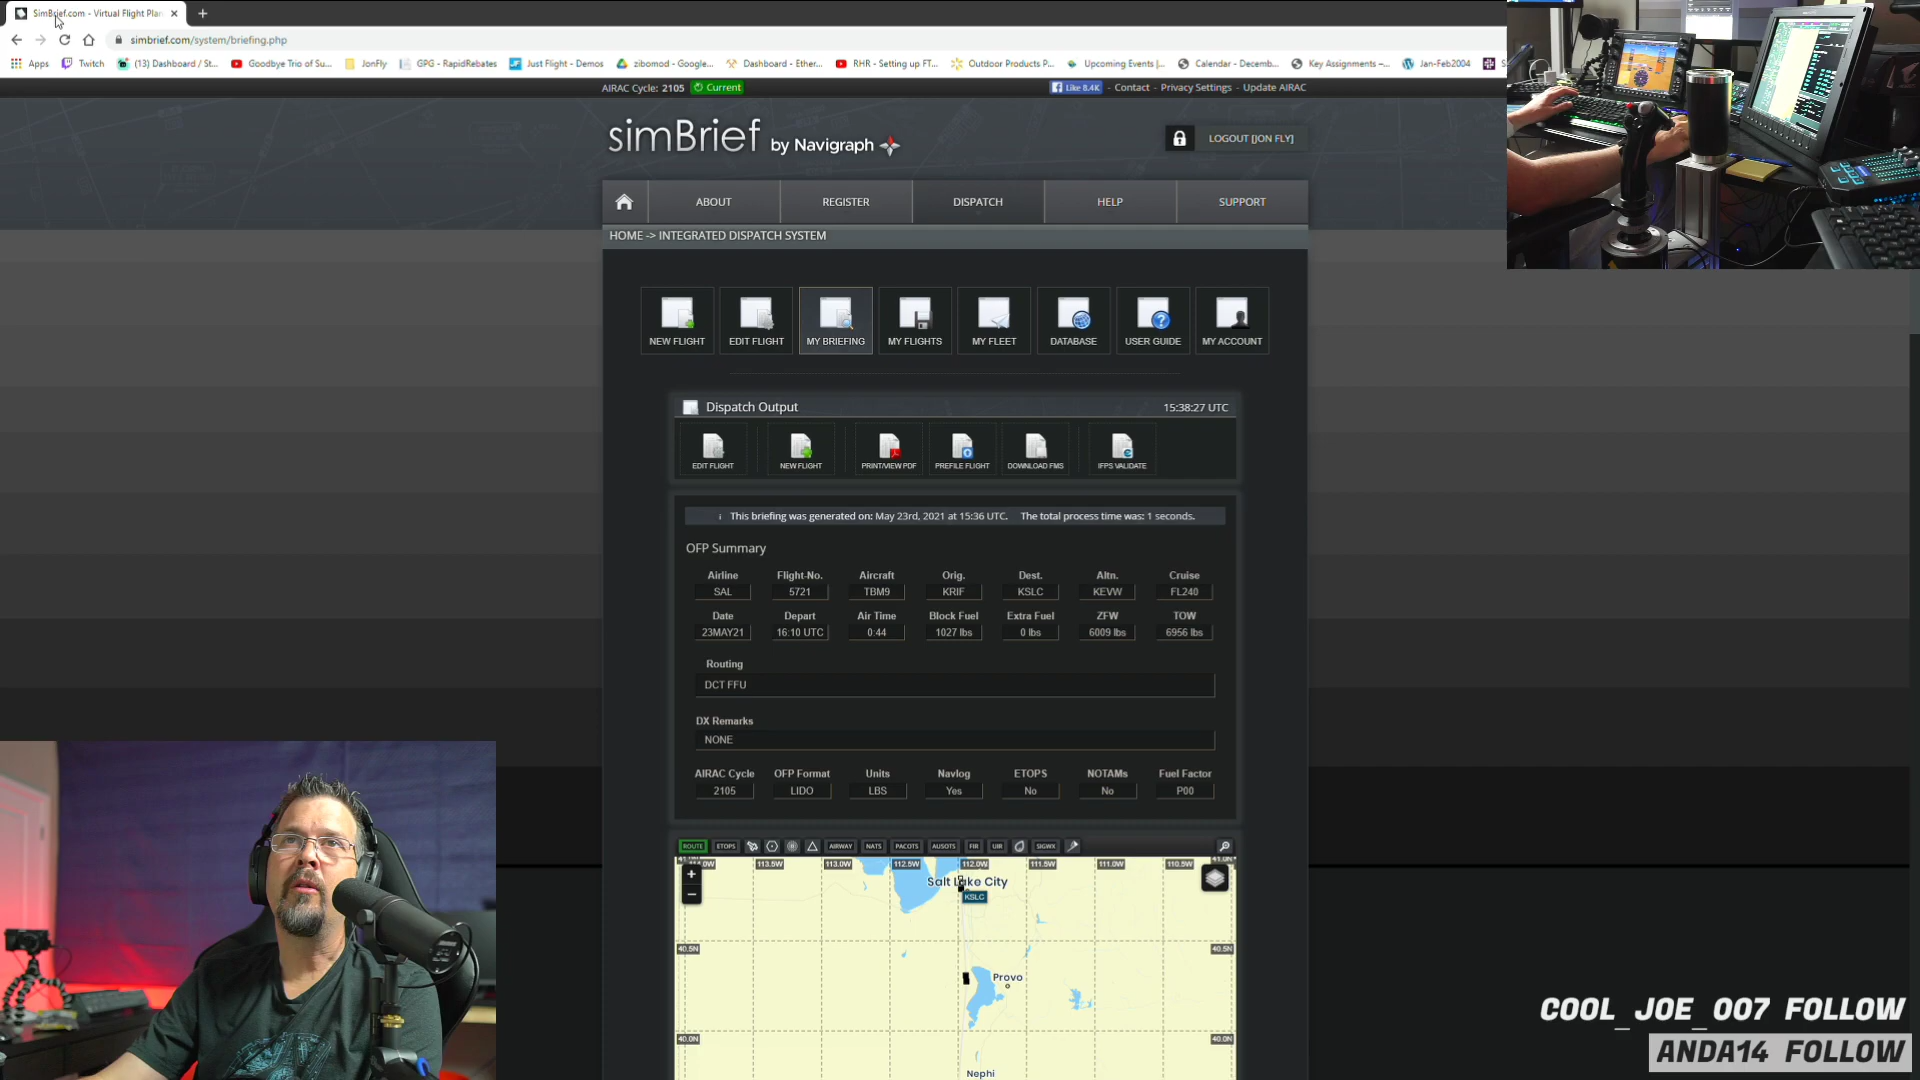 SimBrief.com - Virtual Flight Plan
simbrief.com/system/briefing.php
Apps Twitch (13) Dashboard / St... Goodbye Trio of Su... JonFly GPG - RapidRebates Just Flight - Demos zibomod - Google... Dashboard - Ether... RHR - Setting up FT... Outdoor Products P... Upcoming Events |... Calendar - Decemb... Key Assignments –... Jan-Feb2004
AIRAC Cycle: 2105 Current
Like 8.4K - Contact - Privacy Settings - Update AIRAC
simBrief by Navigraph
LOGOUT [JON FLY]
ABOUT REGISTER DISPATCH HELP SUPPORT
HOME -> INTEGRATED DISPATCH SYSTEM
NEW FLIGHT EDIT FLIGHT MY BRIEFING MY FLIGHTS MY FLEET DATABASE USER GUIDE MY ACCOUNT
Dispatch Output 15:38:27 UTC
EDIT FLIGHT NEW FLIGHT PRINT/VIEW PDF PREFILE FLIGHT DOWNLOAD FMS IFPS VALIDATE
i This briefing was generated on: May 23rd, 2021 at 15:36 UTC. The total process time was: 1 seconds.
OFP Summary
Airline Flight-No. Aircraft Orig. Dest. Altn. Cruise
SAL 5721 TBM9 KRIF KSLC KEVW FL240
Date Depart Air Time Block Fuel Extra Fuel ZFW TOW
23MAY21 16:10 UTC 0:44 1027 lbs 0 lbs 6009 lbs 6956 lbs
Routing
DCT FFU
DX Remarks
NONE
AIRAC Cycle OFP Format Units Navlog ETOPS NOTAMs Fuel Factor
2105 LIDO LBS Yes No No P00
ROUTE ETOPS AIRWAY NATS PACOTS AUSOTS FIR UIR SIGWX
113.5W 113.0W 112.5W 112.0W 111.5W 111.0W 110.5W
+
Salt Lake City
−
KSLC
40.5N 40.5N
Provo
40.0N 40.0N
Nephi
COOL_JOE_007 FOLLOW
ANDA14 FOLLOW